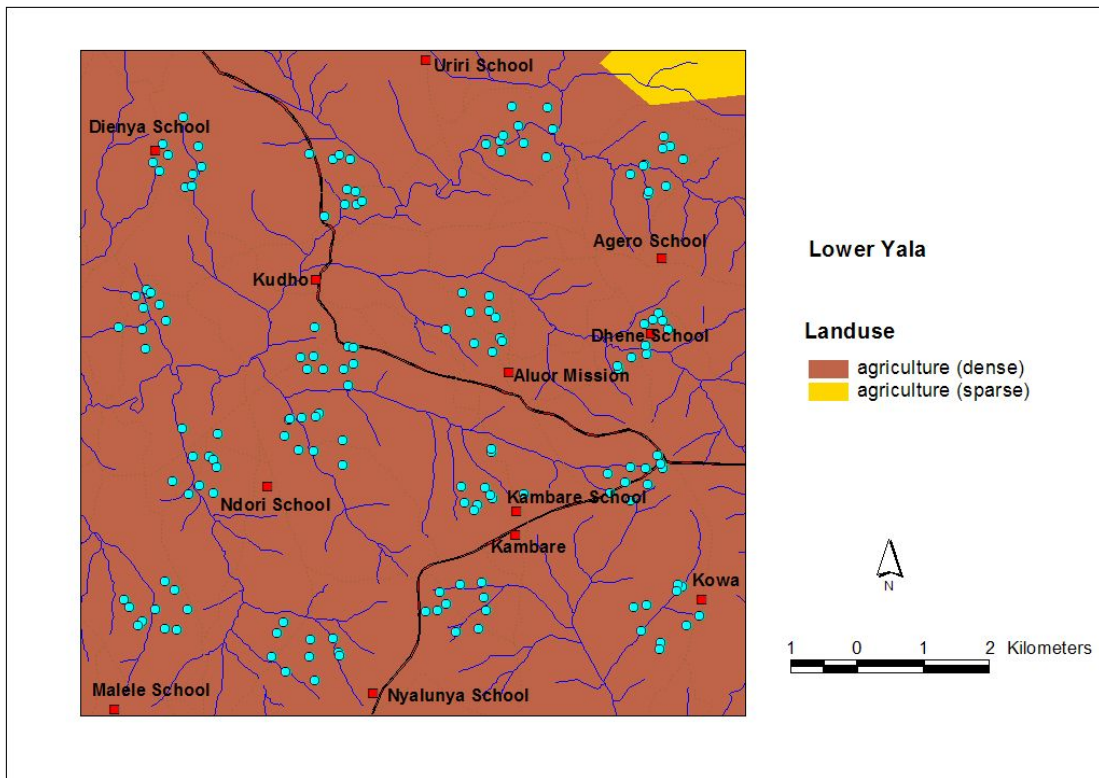 Uriri School
Dienya School
Agero School
Kudho
Dhene School
Aluor Mission
Ndori School
Kambare School
Kambare
Kowa
Malele School
Nyalunya School
Lower Yala
Landuse
agriculture (dense)
agriculture (sparse)
N
1 0 1 2 Kilometers